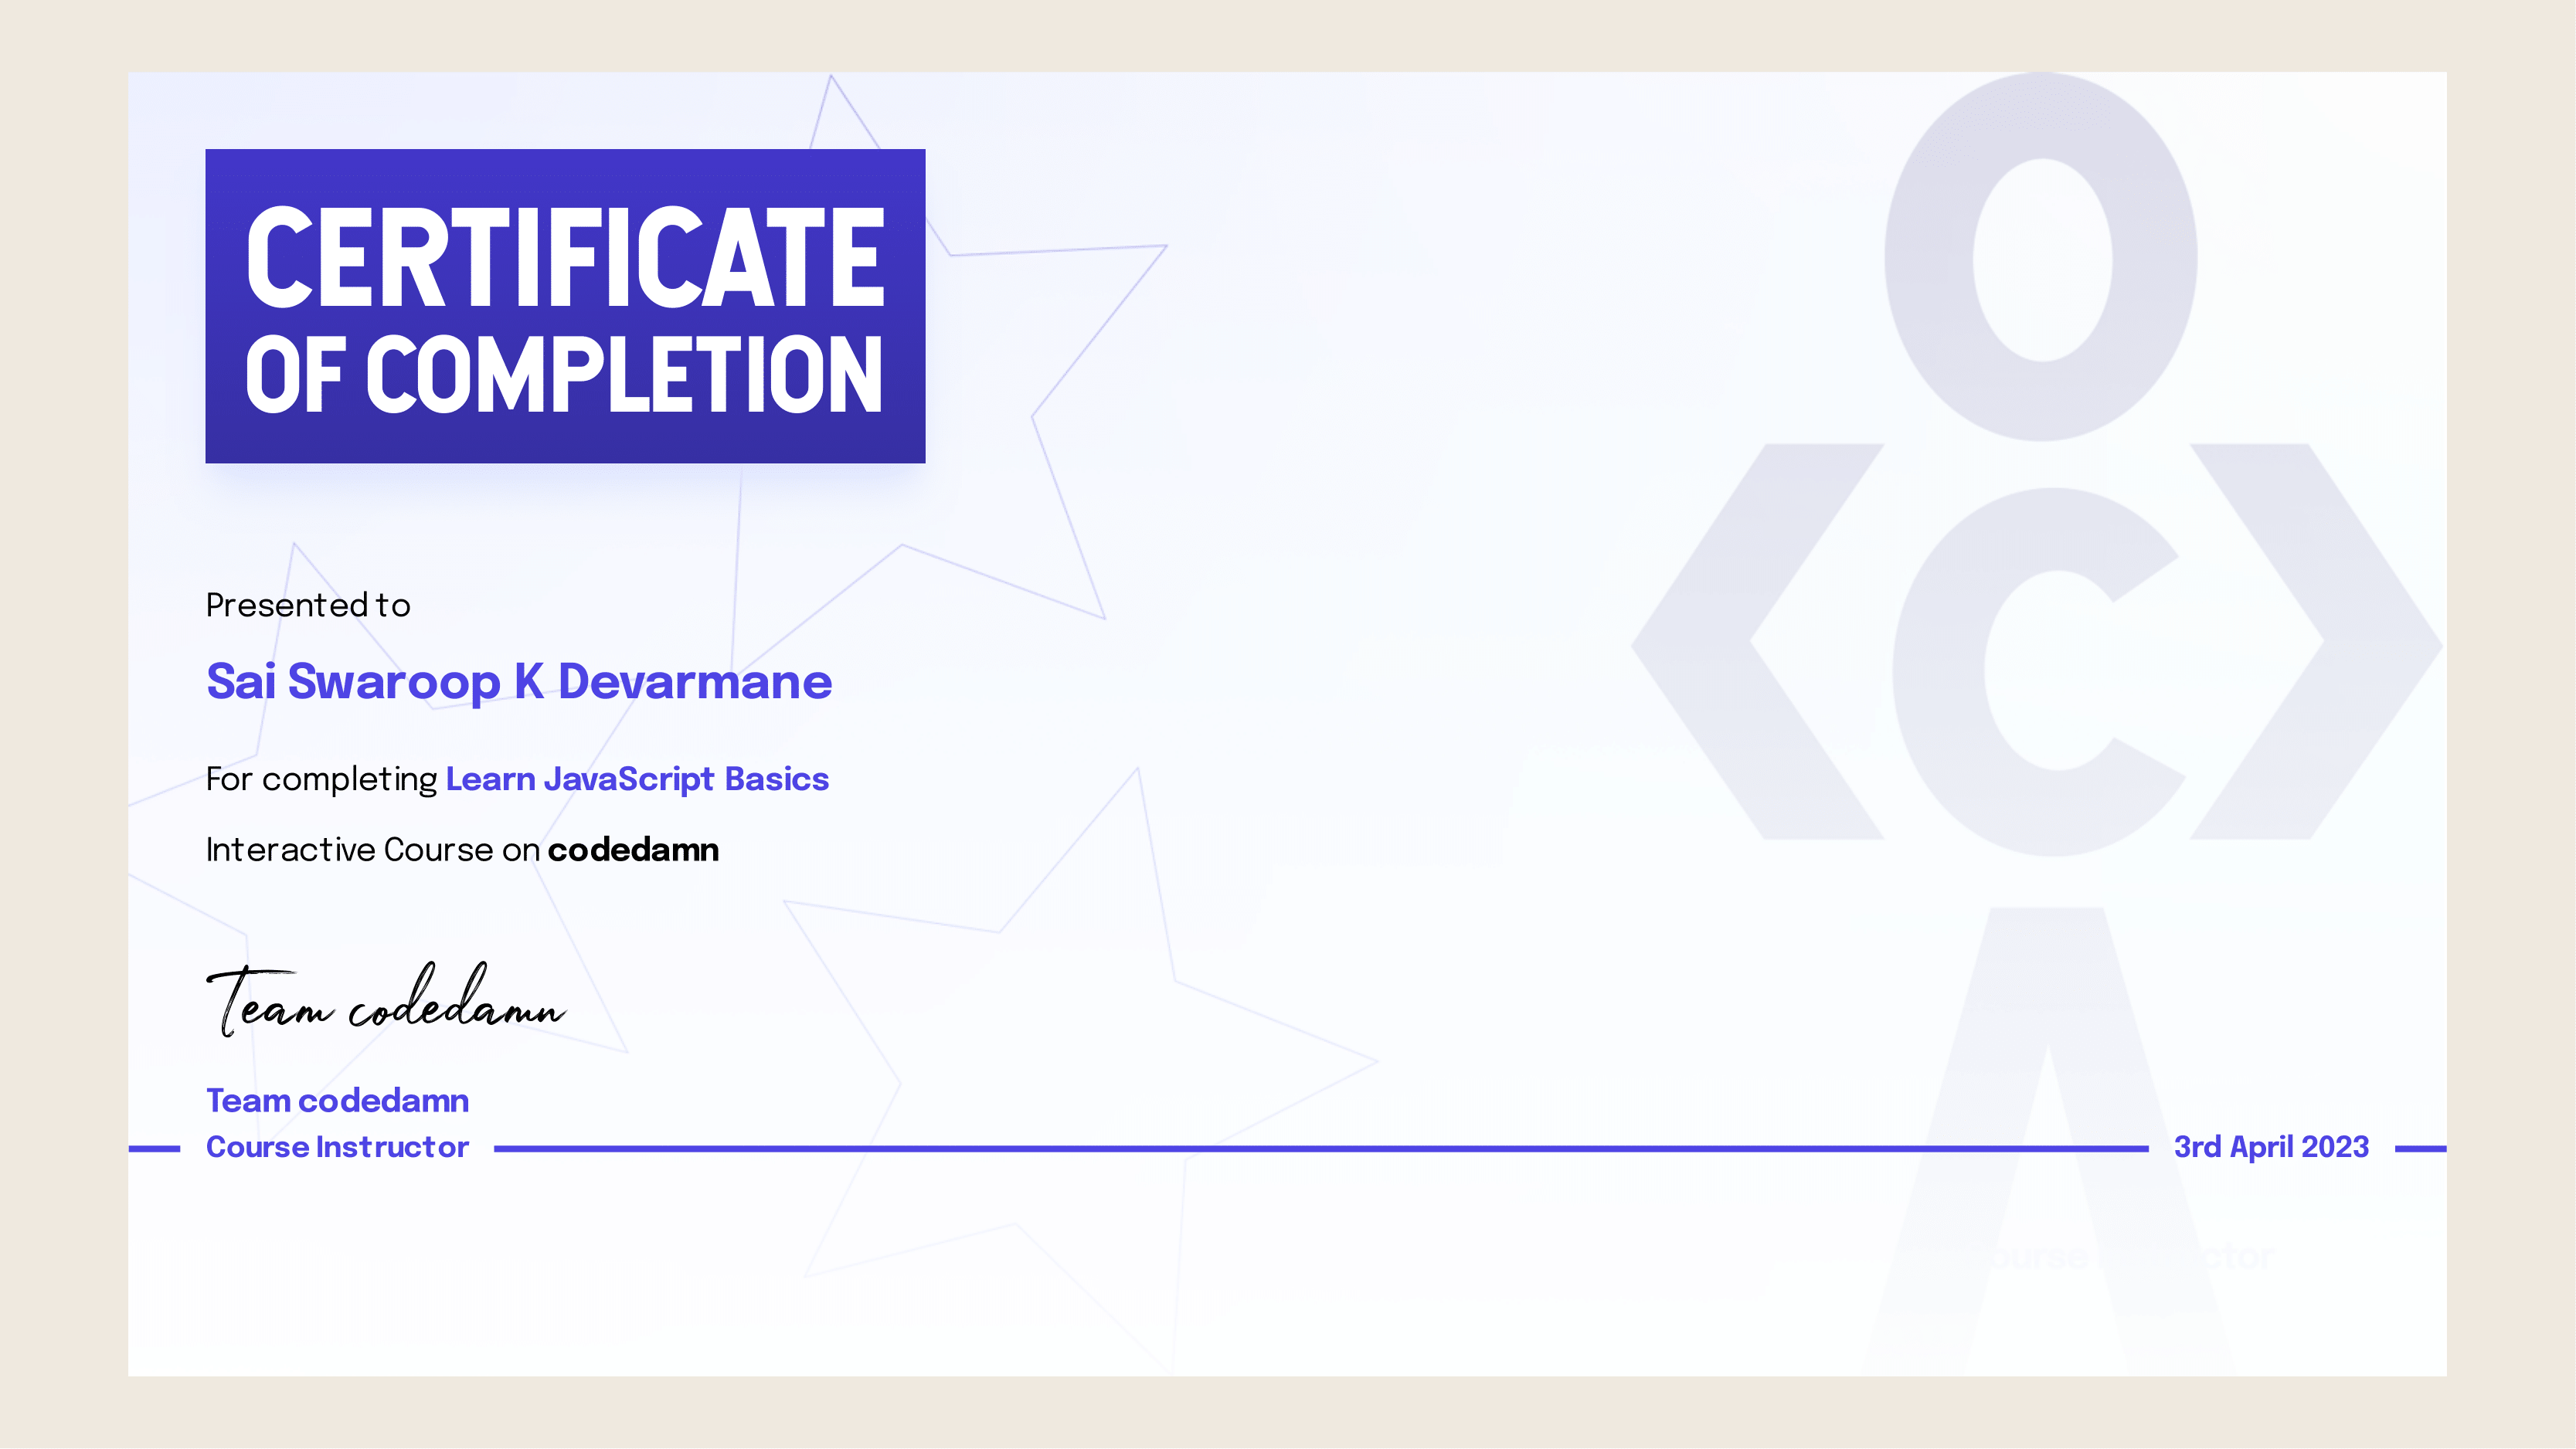 CERTIFICATE
OF COMPLETION
Presented to
Sai Swaroop K Devarmane
For completing Learn JavaScript Basics
Interactive Course on codedamn
Team codedamn
Team codedamn
Course Instructor
3rd April 2023